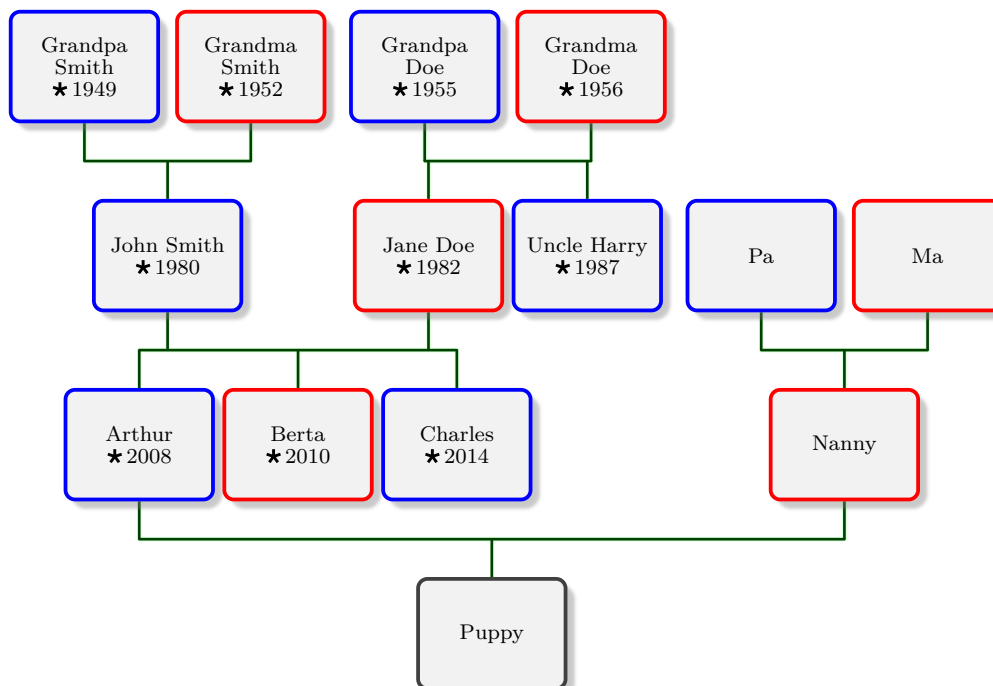 Grandpa
Smith
★1949
Grandma
Smith
★1952
Grandpa
Doe
★1955
Grandma
Doe
★1956
John Smith
★1980
Jane Doe
★1982
Uncle Harry
★1987
Pa
Ma
Arthur
★2008
Berta
★2010
Charles
★2014
Nanny
Puppy